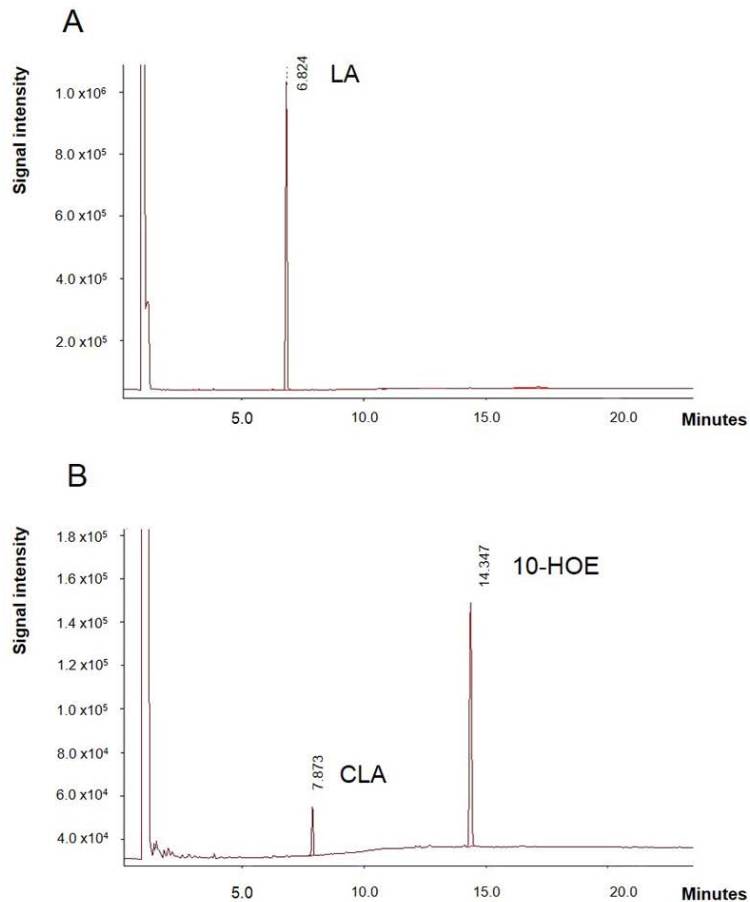 A
Signal intensity
6.824
LA
1.0 x10⁶
8.0 x10⁵
6.0 x10⁵
4.0 x10⁵
2.0 x10⁵
5.0 10.0 15.0 20.0 Minutes
B
Signal intensity
1.8 x10⁵
14.347
10-HOE
1.6 x10⁵
1.4 x10⁵
1.2 x10⁵
1.0 x10⁵
8.0 x10⁴
7.873
CLA
6.0 x10⁴
4.0 x10⁴
5.0 10.0 15.0 20.0 Minutes